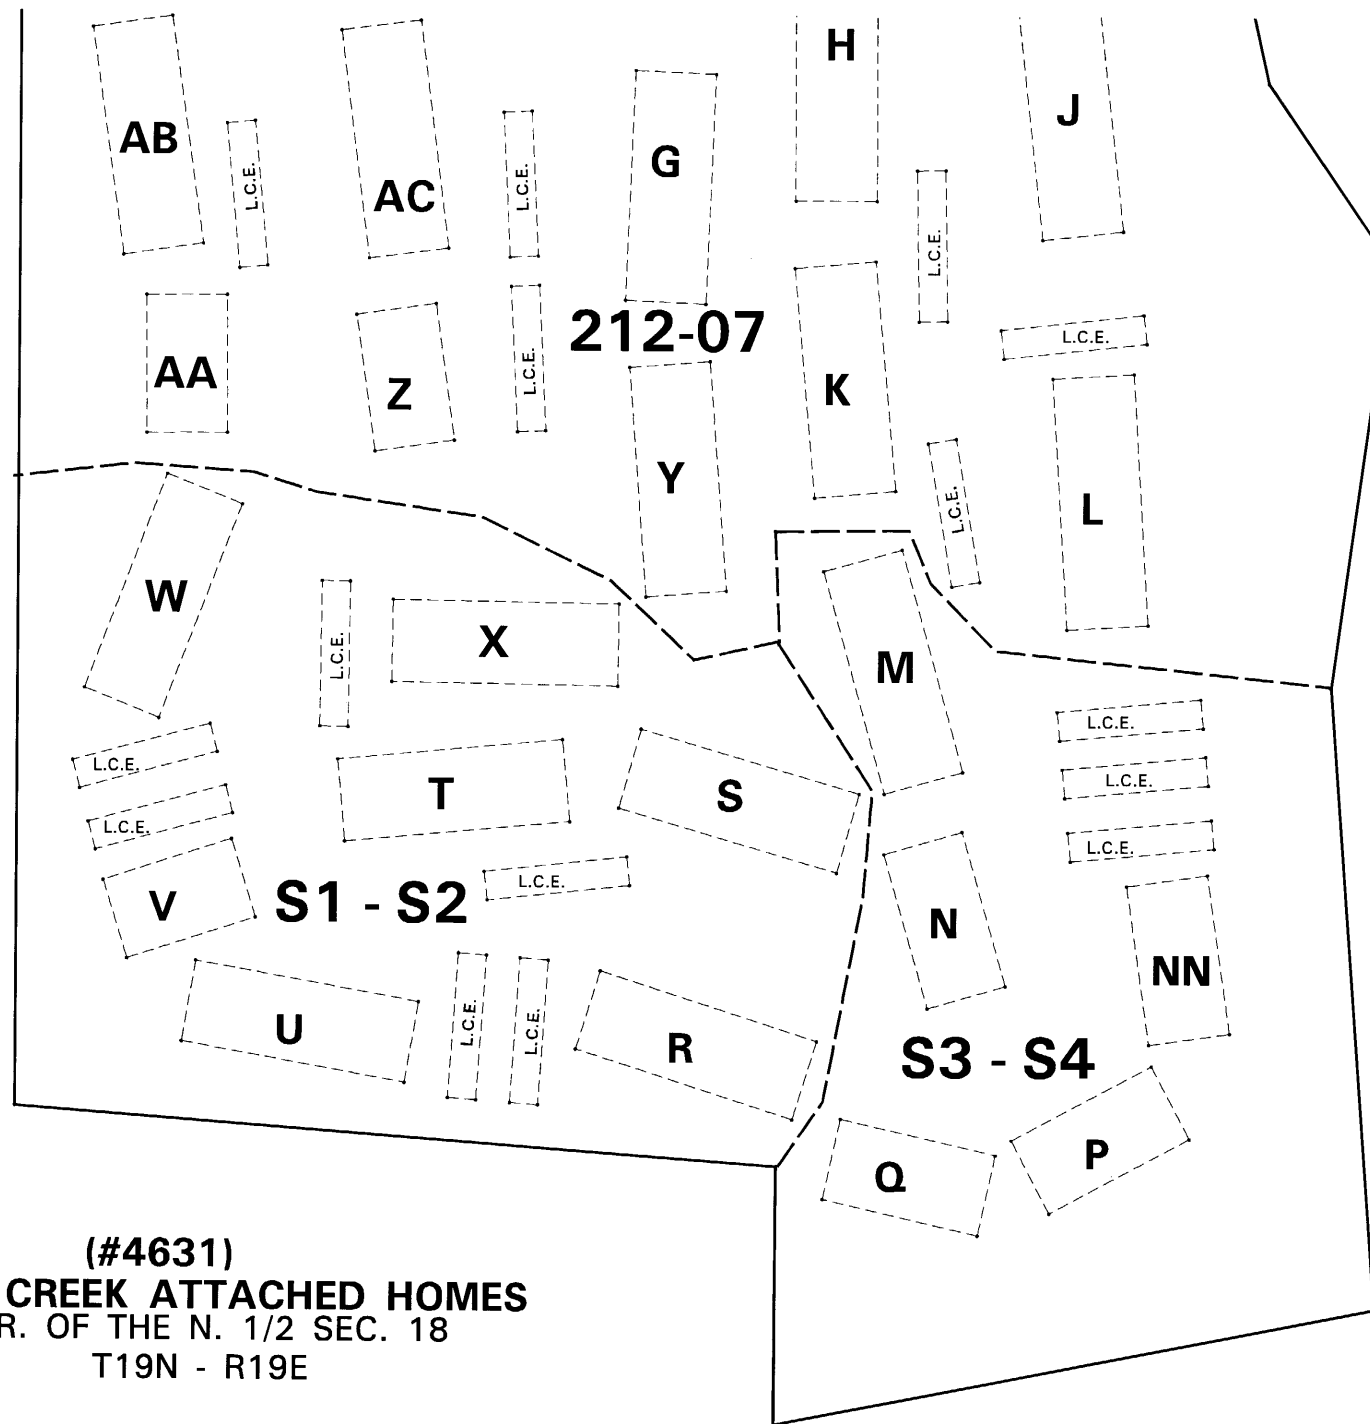 H
J
AB
G
L.C.E.
L.C.E.
AC
L.C.E.
212-07
L.C.E.
AA
Z
L.C.E.
K
Y
L.C.E.
L
W
X
L.C.E.
M
L.C.E.
L.C.E.
T
S
L.C.E.
L.C.E.
L.C.E.
L.C.E.
V
S1 - S2
N
NN
U
L.C.E.
L.C.E.
R
S3 - S4
P
Q
(#4631)
CREEK ATTACHED HOMES
R. OF THE N. 1/2 SEC. 18
T19N - R19E